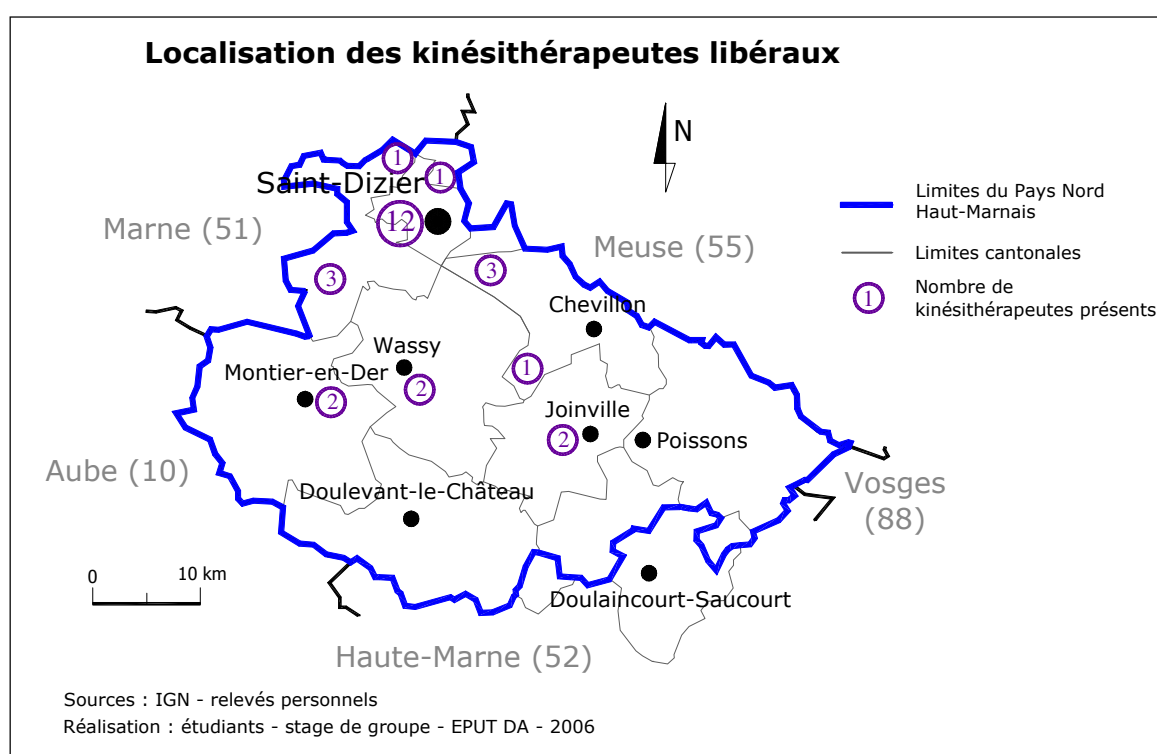 Localisation des kinésithérapeutes libéraux
N
1
1
Saint-Dizier
12
Marne (51)
Meuse (55)
Limites du Pays Nord
Haut-Marnais
Limites cantonales
1
Nombre de
kinésithérapeutes présents
3
3
Chevillon
Wassy
Montier-en-Der
2
2
1
Joinville
2
Poissons
Aube (10)
Doulevant-le-Château
Vosges
(88)
0
10 km
Doulaincourt-Saucourt
Haute-Marne (52)
Sources : IGN - relevés personnels
Réalisation : étudiants - stage de groupe - EPUT DA - 2006